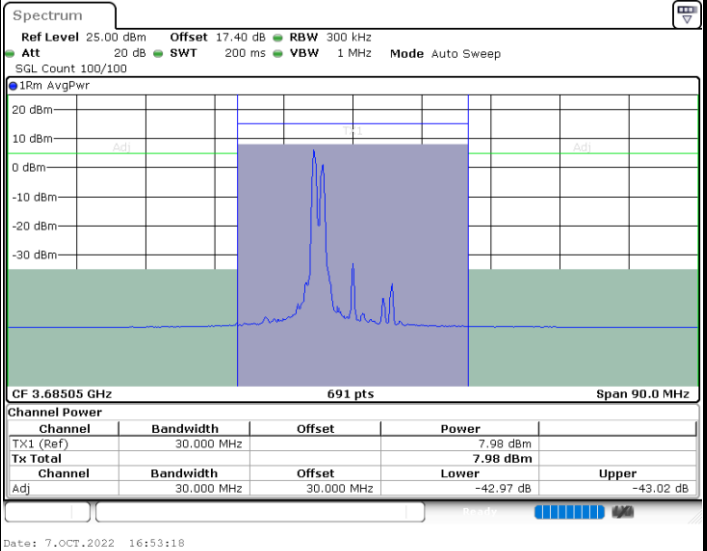 Spectrum
Ref Level 25.00 dBm Offset 17.40 dB RBW 300 kHz
Att 20 dB SWT 200 ms VBW 1 MHz Mode Auto Sweep
SGL Count 100/100
1Rm AvgPwr
20 dBm
TX1
10 dBm
Adj Adj
0 dBm
-10 dBm
-20 dBm
-30 dBm
CF 3.68505 GHz 691 pts Span 90.0 MHz
Channel Power
Channel Bandwidth Offset Power
TX1 (Ref) 30.000 MHz 7.98 dBm
Tx Total 7.98 dBm
Channel Bandwidth Offset Lower Upper
Adj 30.000 MHz 30.000 MHz -42.97 dB -43.02 dB
Ready
Date: 7.OCT.2022 16:53:18